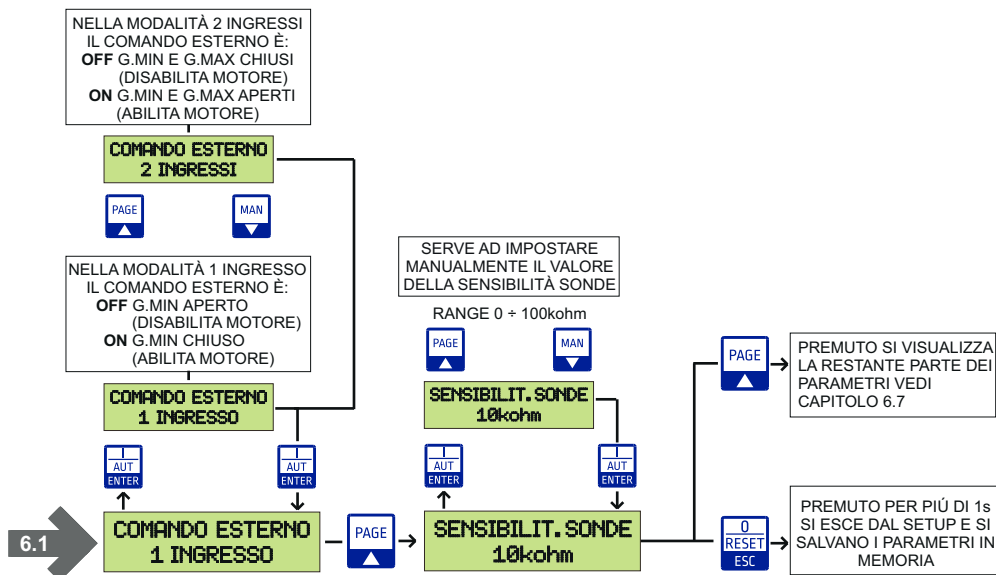 NELLA MODALITÀ 2 INGRESSI
IL COMANDO ESTERNO È:
OFF G.MIN E G.MAX CHIUSI
(DISABILITA MOTORE)
ON G.MIN E G.MAX APERTI
(ABILITA MOTORE)
COMANDO ESTERNO
2 INGRESSI
PAGE
MAN
NELLA MODALITÀ 1 INGRESSO
IL COMANDO ESTERNO È:
OFF G.MIN APERTO
(DISABILITA MOTORE)
ON G.MIN CHIUSO
(ABILITA MOTORE)
COMANDO ESTERNO
1 INGRESSO
I
AUT
ENTER
I
AUT
ENTER
6.1
COMANDO ESTERNO
1 INGRESSO
PAGE
SERVE AD IMPOSTARE
MANUALMENTE IL VALORE
DELLA SENSIBILITÀ SONDE
RANGE 0 ÷ 100kohm
PAGE
MAN
SENSIBILIT.SONDE
10kohm
I
AUT
ENTER
I
AUT
ENTER
SENSIBILIT.SONDE
10kohm
PAGE
PREMUTO SI VISUALIZZA
LA RESTANTE PARTE DEI
PARAMETRI VEDI
CAPITOLO 6.7
0
RESET
ESC
PREMUTO PER PIÚ DI 1s
SI ESCE DAL SETUP E SI
SALVANO I PARAMETRI IN
MEMORIA